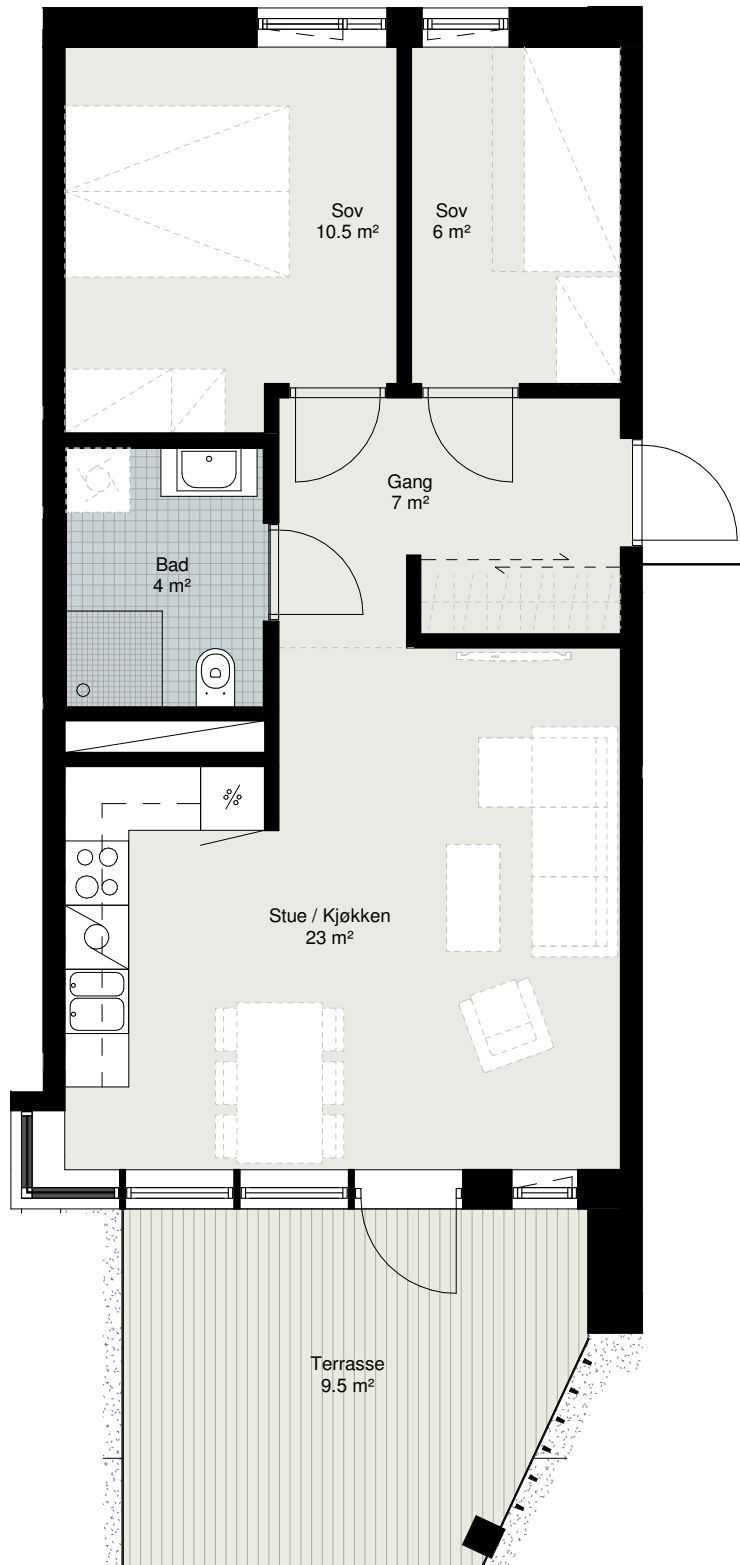 Sov
10.5 m²
Sov
6 m²
Gang
7 m²
Bad
4 m²
Stue / Kjøkken
23 m²
Terrasse
9.5 m²